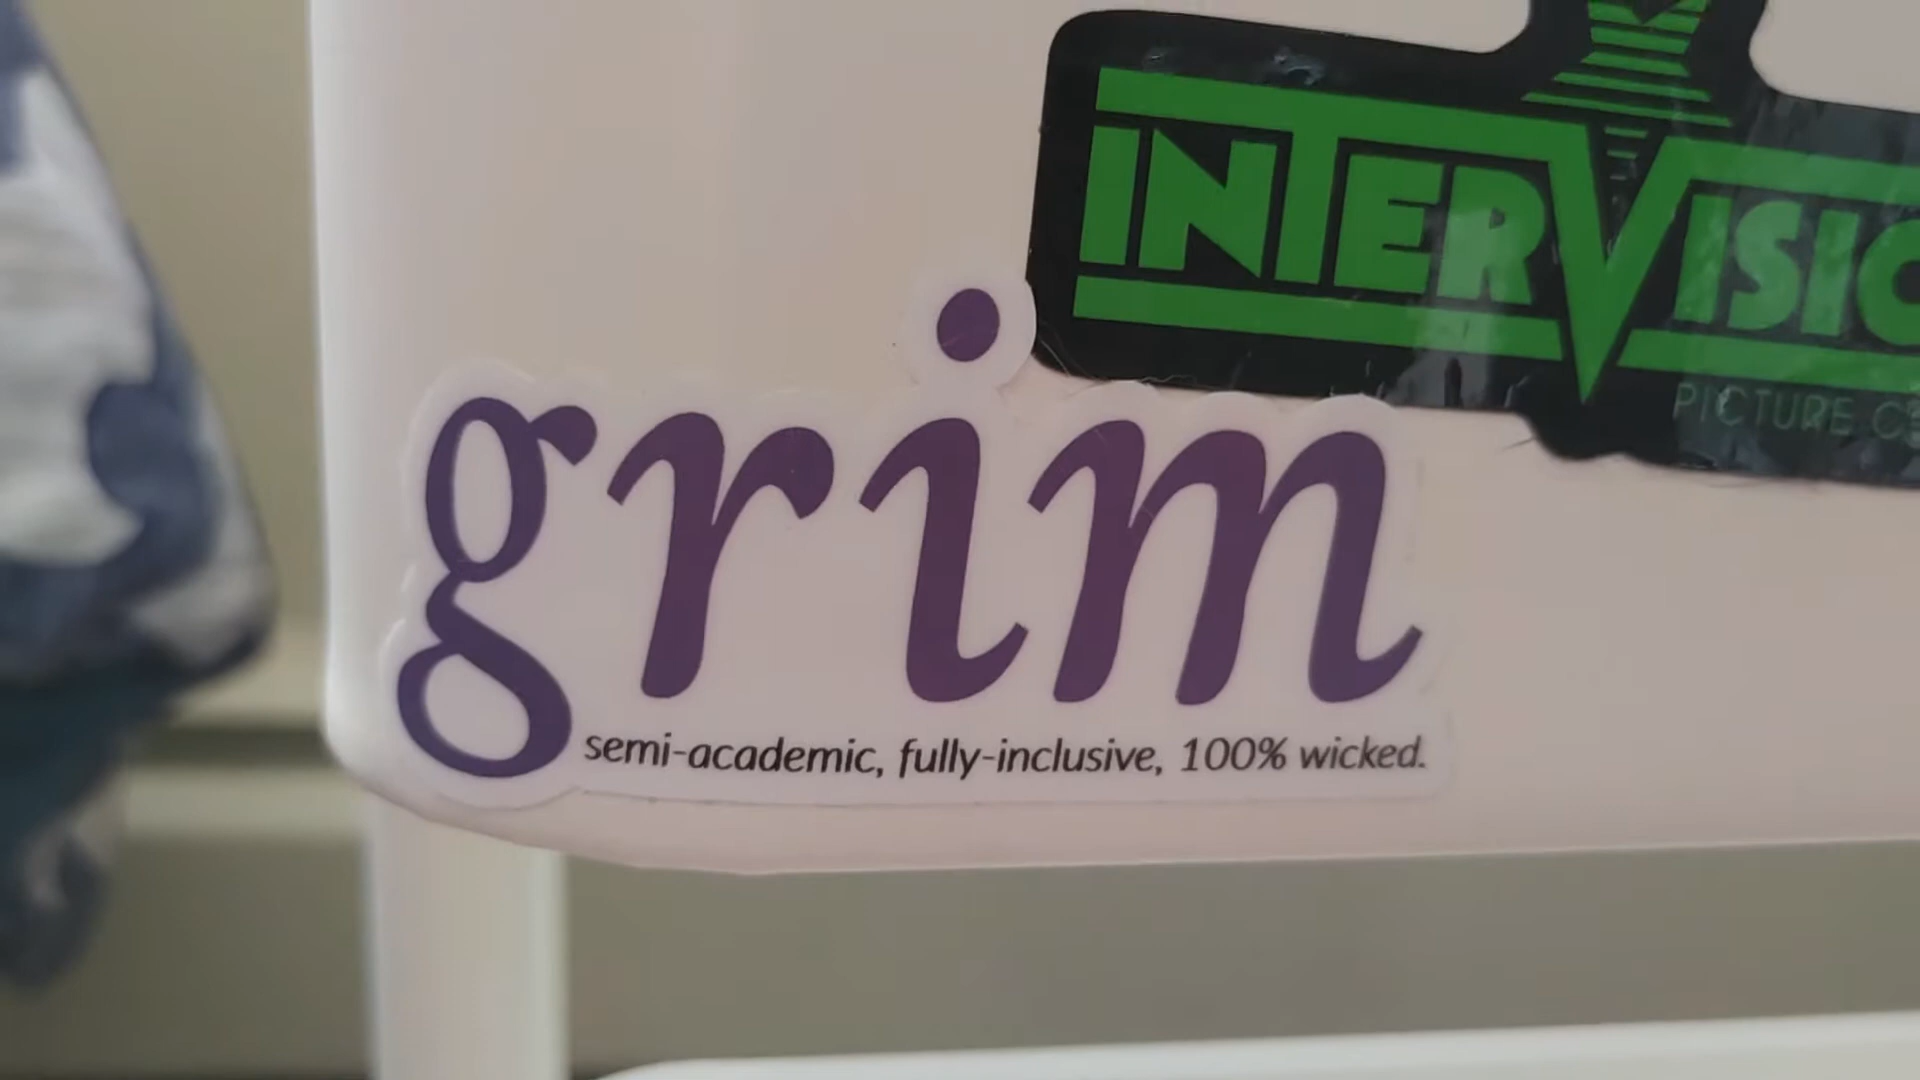 INTERVISIO
PICTURE C
grim
semi-academic, fully-inclusive, 100% wicked.